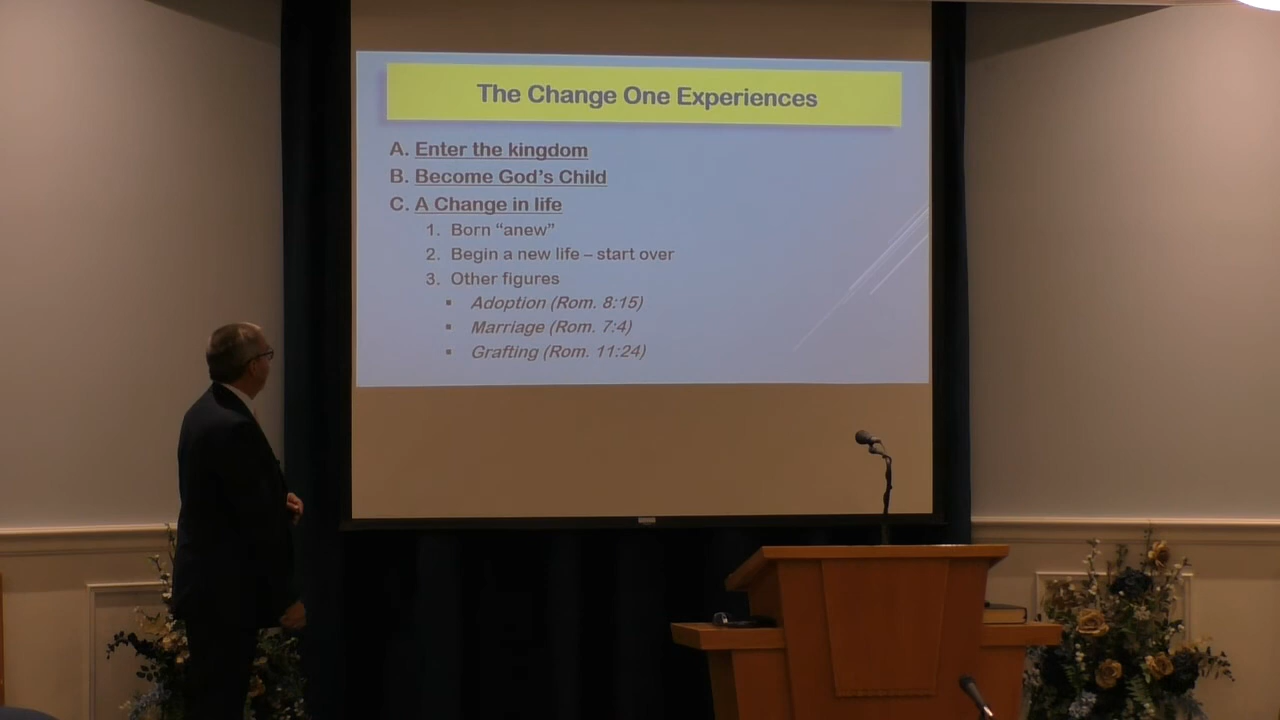 The Change One Experiences
A. Enter the kingdom
B. Become God's Child
C. A Change in life
1. Born "anew"
2. Begin a new life – start over
3. Other figures
▪ Adoption (Rom. 8:15)
▪ Marriage (Rom. 7:4)
▪ Grafting (Rom. 11:24)